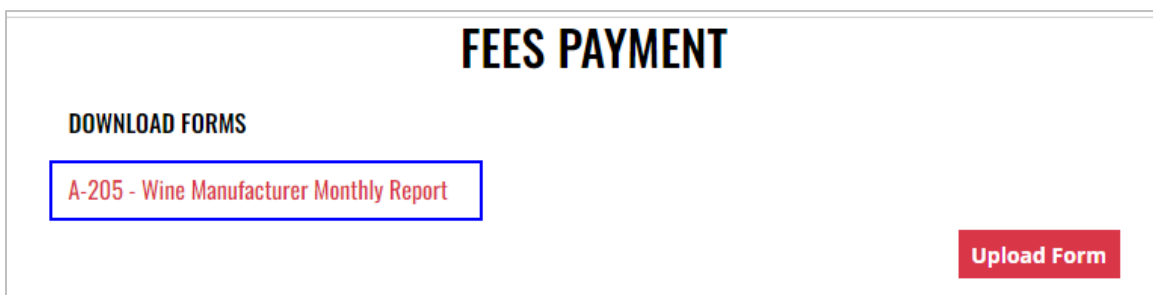 FEES PAYMENT
DOWNLOAD FORMS
A-205 - Wine Manufacturer Monthly Report
Upload Form